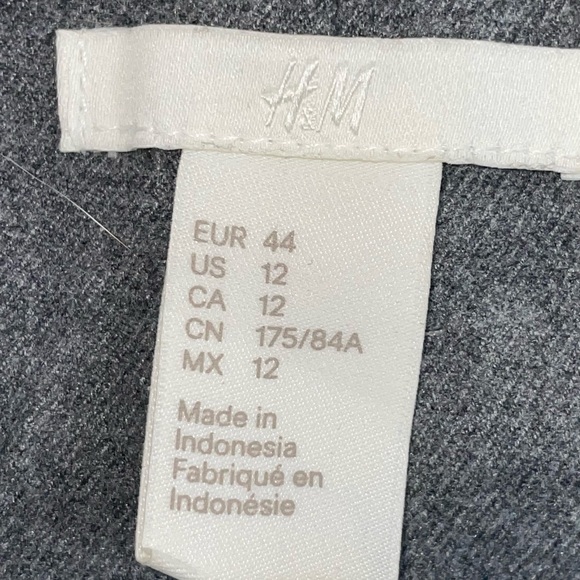 H&M
EUR 44
US 12
CA 12
CN 175/84A
MX 12
Made in
Indonesia
Fabriqué en
Indonésie